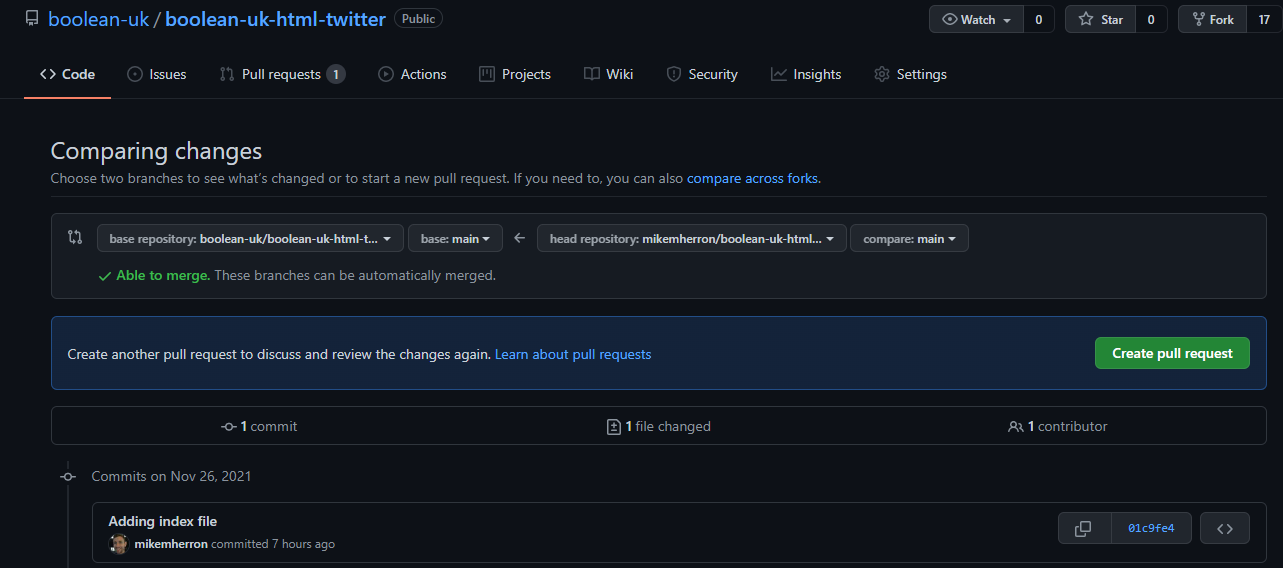 boolean-uk / boolean-uk-html-twitter Public Watch 0 Star 0 Fork 17
Code Issues Pull requests 1 Actions Projects Wiki Security Insights Settings
Comparing changes
Choose two branches to see what's changed or to start a new pull request. If you need to, you can also compare across forks.
base repository: boolean-uk/boolean-uk-html-t... base: main ← head repository: mikemherron/boolean-uk-html... compare: main
✓ Able to merge. These branches can be automatically merged.
Create another pull request to discuss and review the changes again. Learn about pull requests Create pull request
1 commit 1 file changed 1 contributor
Commits on Nov 26, 2021
Adding index file
01c9fe4 <>
mikemherron committed 7 hours ago